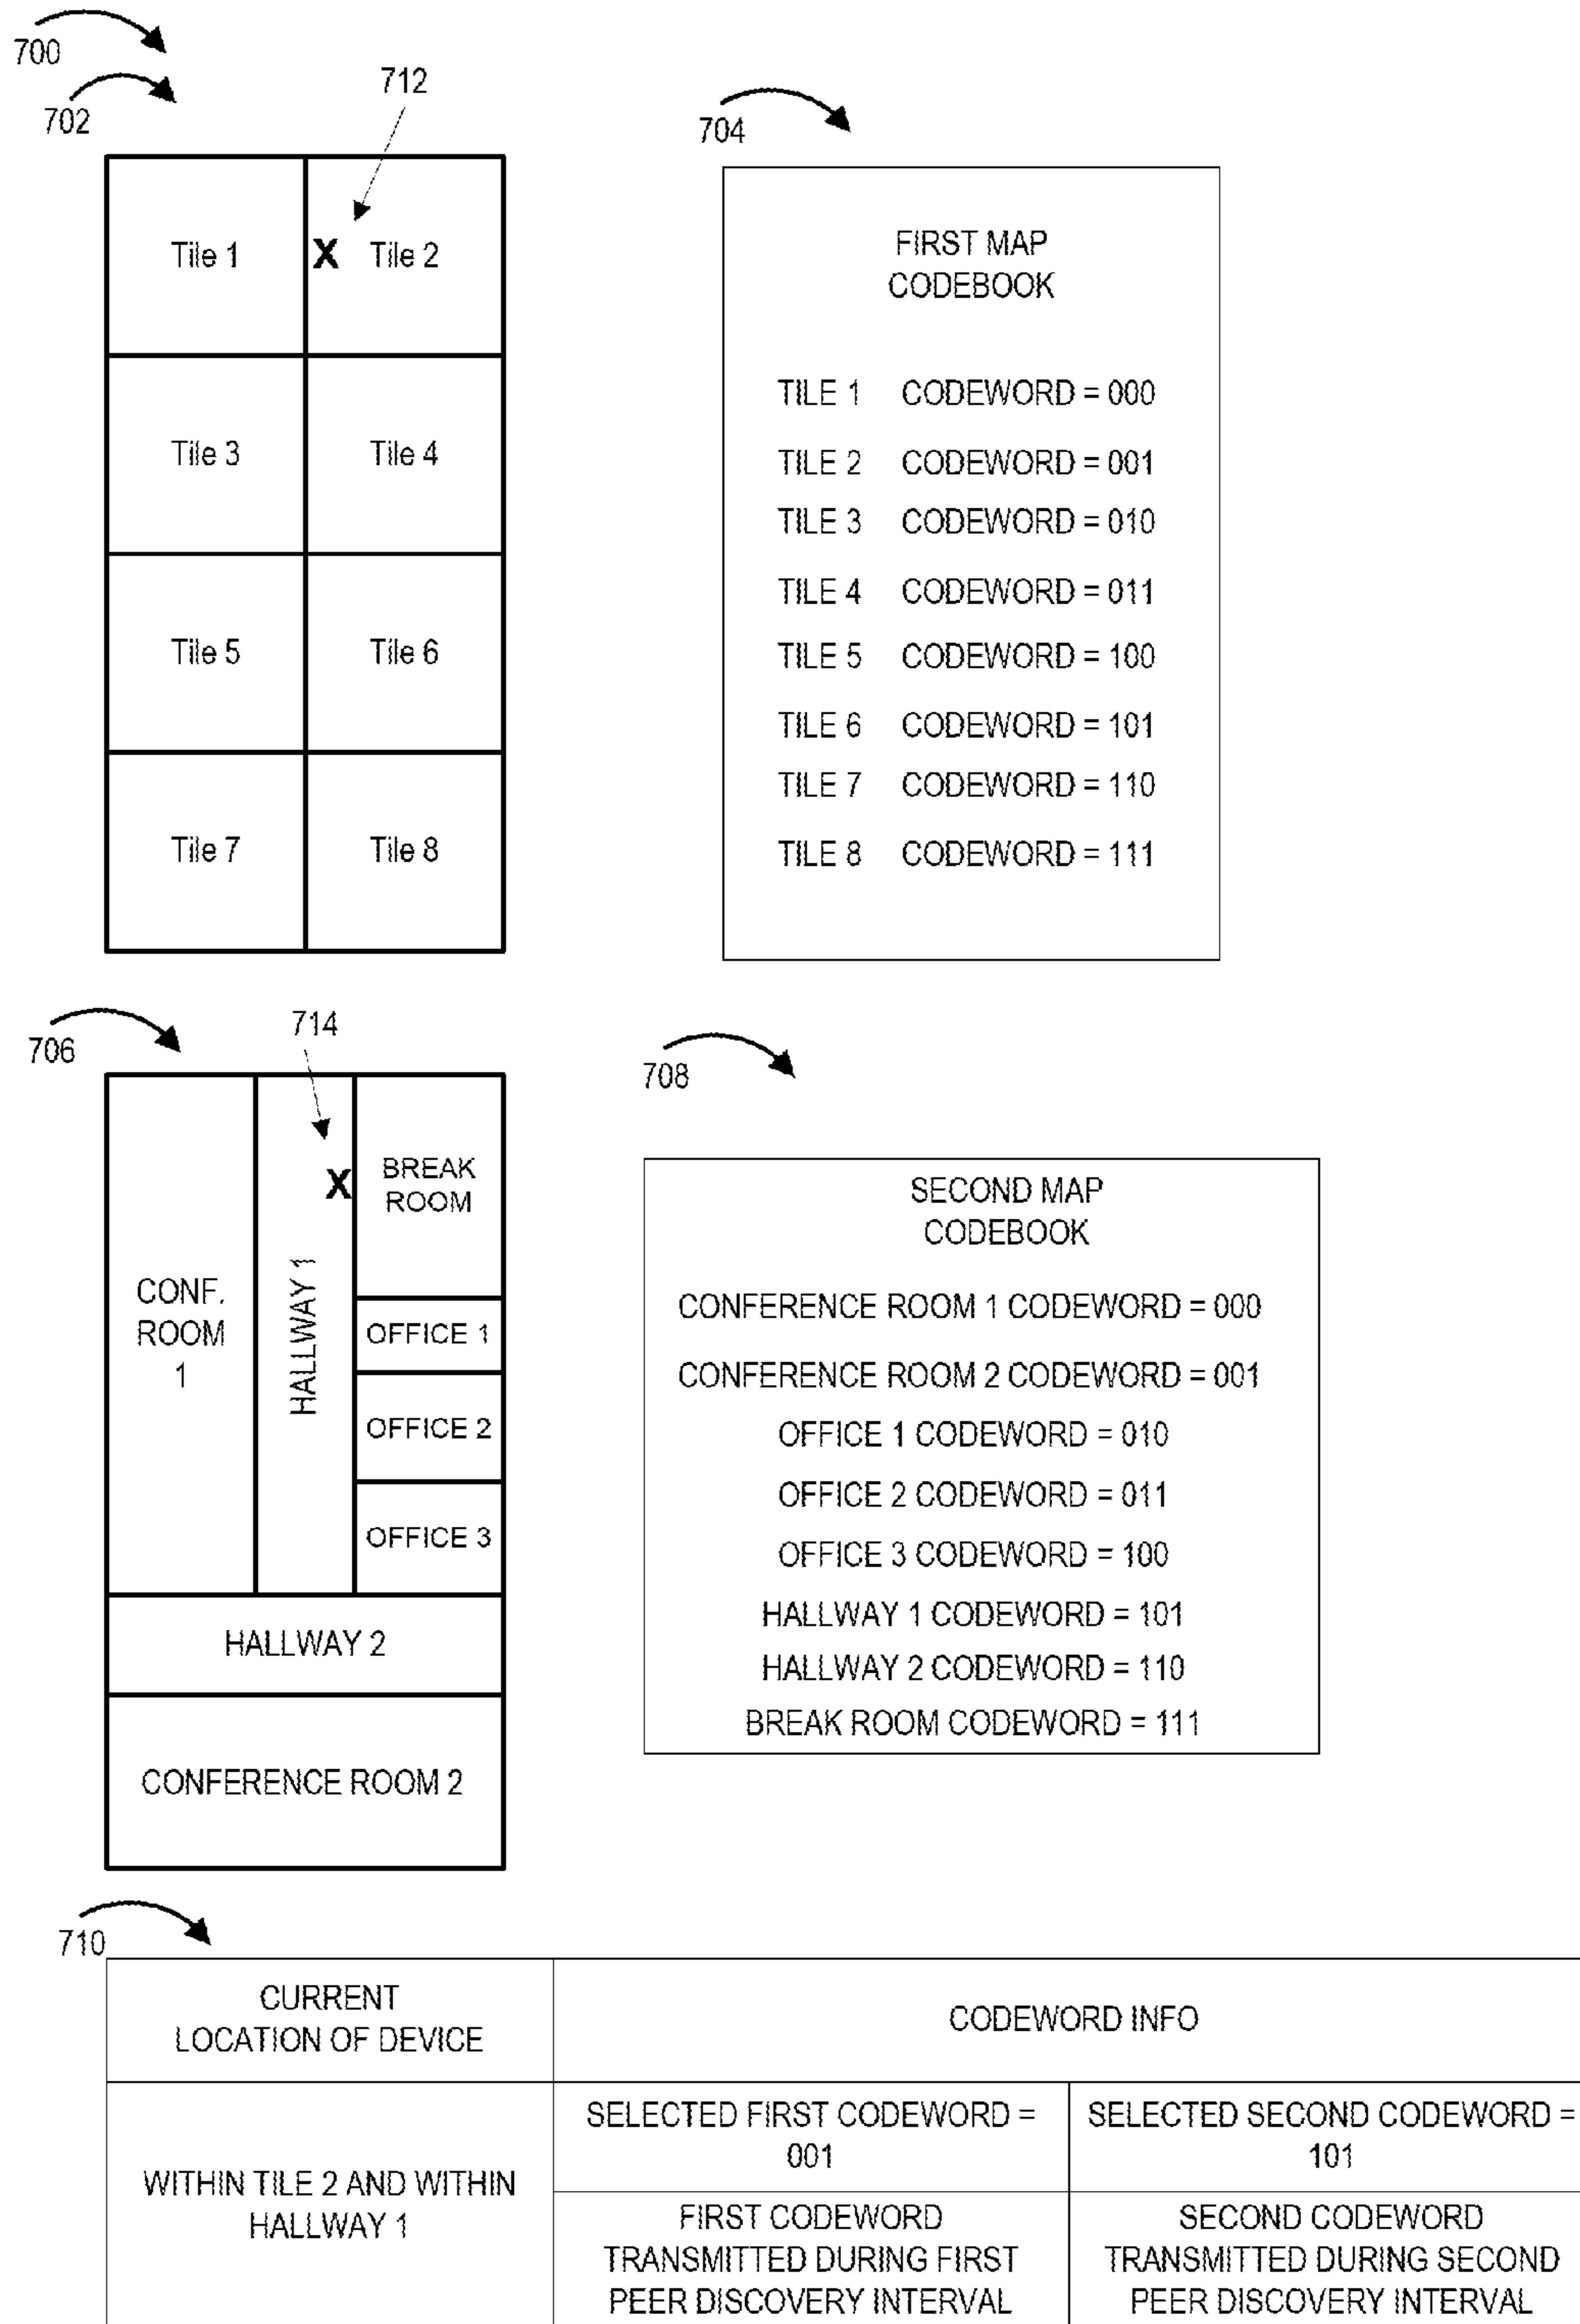 700
702
712
Tile 1
X
Tile 2
Tile 3
Tile 4
Tile 5
Tile 6
Tile 7
Tile 8
704
FIRST MAP
CODEBOOK
TILE 1 CODEWORD = 000
TILE 2 CODEWORD = 001
TILE 3 CODEWORD = 010
TILE 4 CODEWORD = 011
TILE 5 CODEWORD = 100
TILE 6 CODEWORD = 101
TILE 7 CODEWORD = 110
TILE 8 CODEWORD = 111
706
714
CONF.
ROOM
1
HALLWAY 1
X
BREAK
ROOM
OFFICE 1
OFFICE 2
OFFICE 3
HALLWAY 2
CONFERENCE ROOM 2
708
SECOND MAP
CODEBOOK
CONFERENCE ROOM 1 CODEWORD = 000
CONFERENCE ROOM 2 CODEWORD = 001
OFFICE 1 CODEWORD = 010
OFFICE 2 CODEWORD = 011
OFFICE 3 CODEWORD = 100
HALLWAY 1 CODEWORD = 101
HALLWAY 2 CODEWORD = 110
BREAK ROOM CODEWORD = 111
710
CURRENT
LOCATION OF DEVICE
CODEWORD INFO
WITHIN TILE 2 AND WITHIN
HALLWAY 1
SELECTED FIRST CODEWORD =
001
SELECTED SECOND CODEWORD =
101
FIRST CODEWORD
TRANSMITTED DURING FIRST
PEER DISCOVERY INTERVAL
SECOND CODEWORD
TRANSMITTED DURING SECOND
PEER DISCOVERY INTERVAL